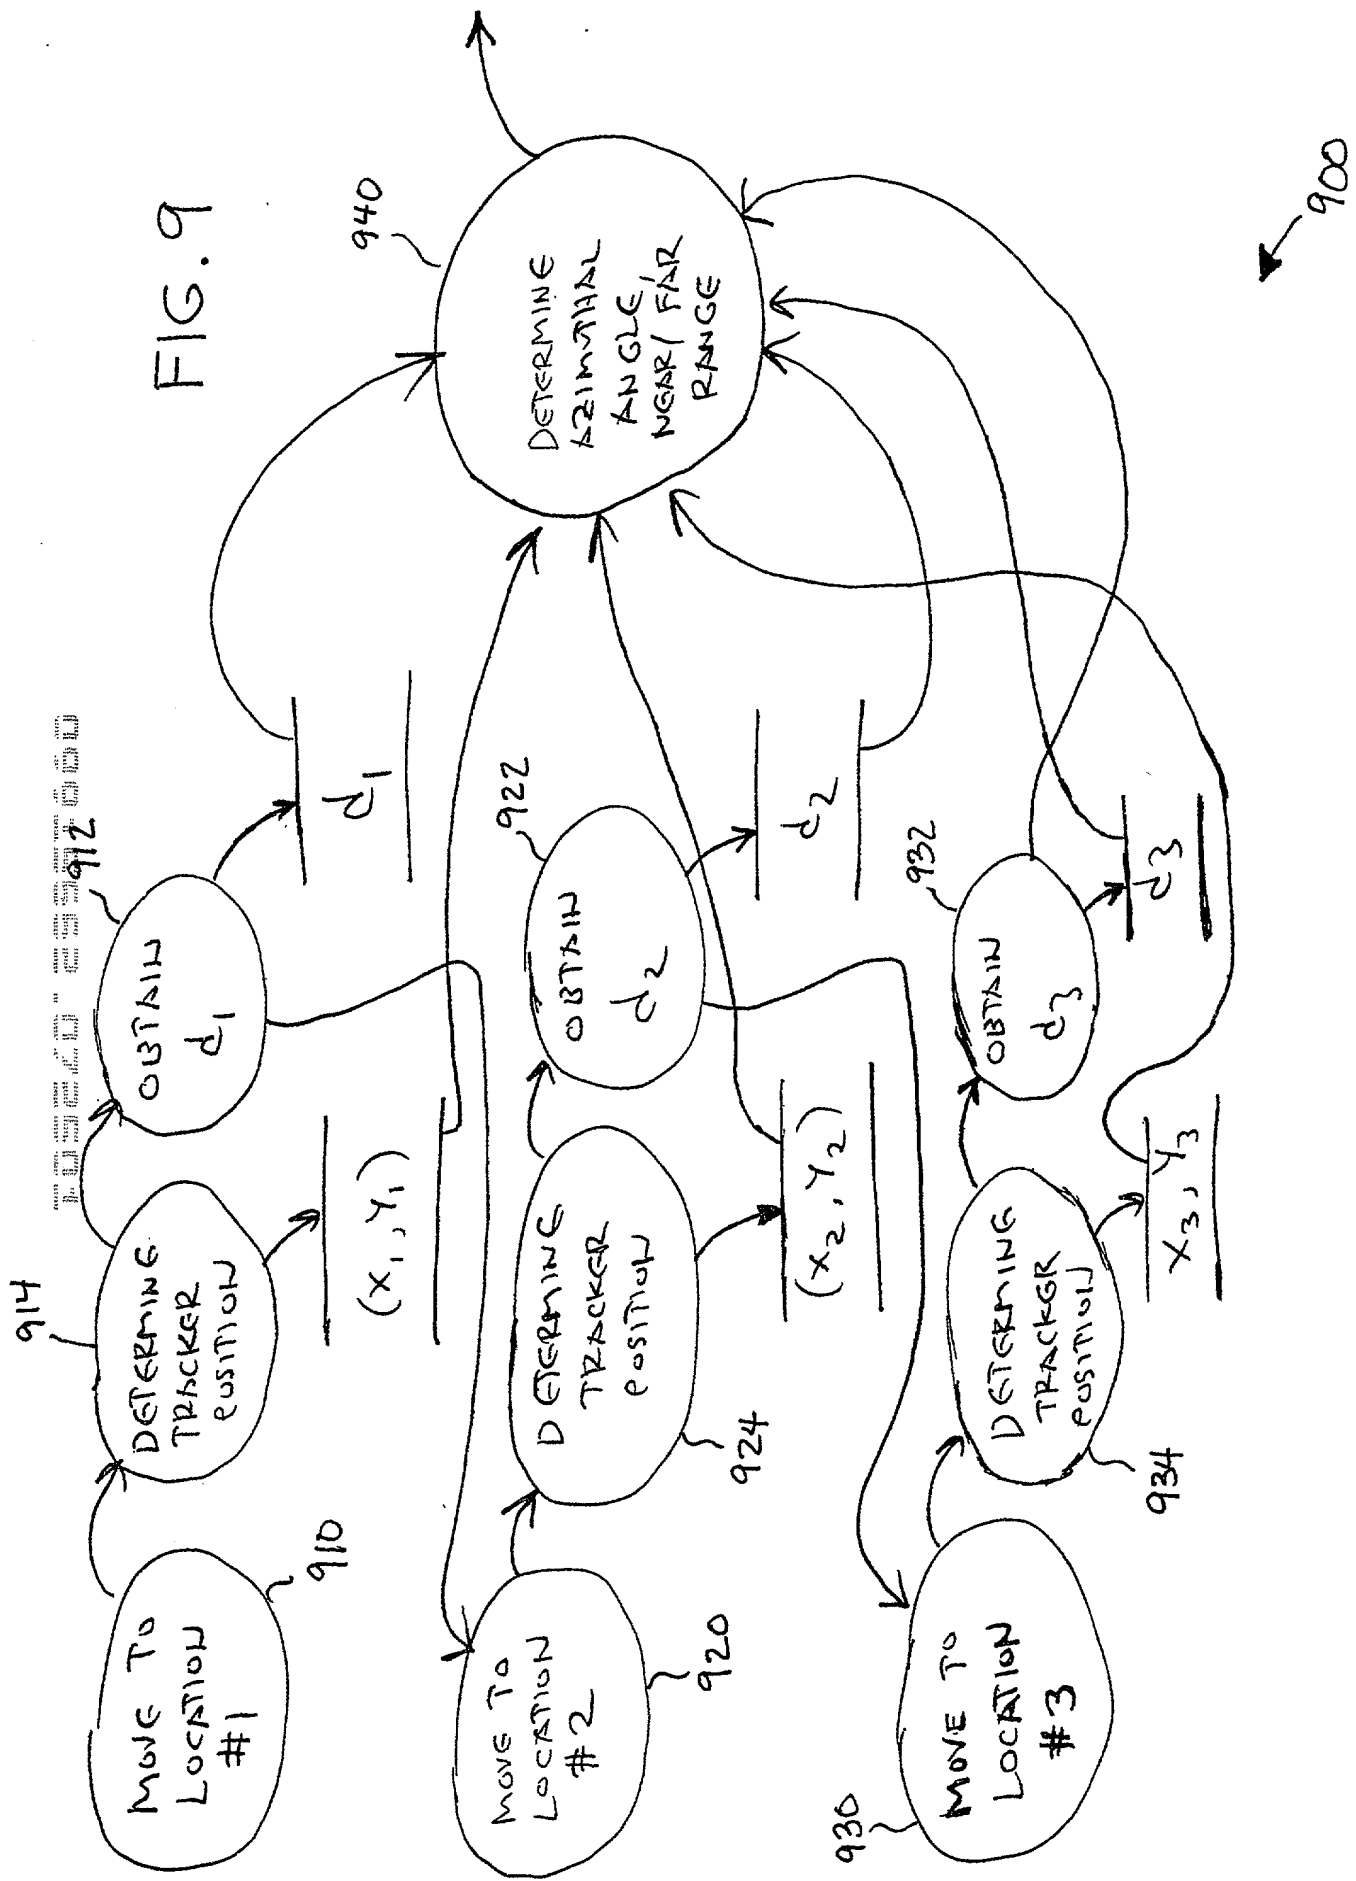 FIG. 9
MOVE TO
LOCATION
#1
910
DETERMINE
TRACKER
POSITION
914
OBTAIN
d1
912
(x1, y1)
d1
MOVE TO
LOCATION
#2
920
DETERMINE
TRACKER
POSITION
924
OBTAIN
d2
922
(x2, y2)
d2
MOVE TO
LOCATION
#3
930
DETERMINE
TRACKER
POSITION
934
OBTAIN
d3
932
x3, y3
d3
DETERMINE
AZIMUTHAL
ANGLE,
NEAR/FAR
RANGE
940
900